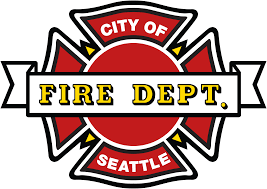 CITY OF
FIRE DEPT.
SEATTLE